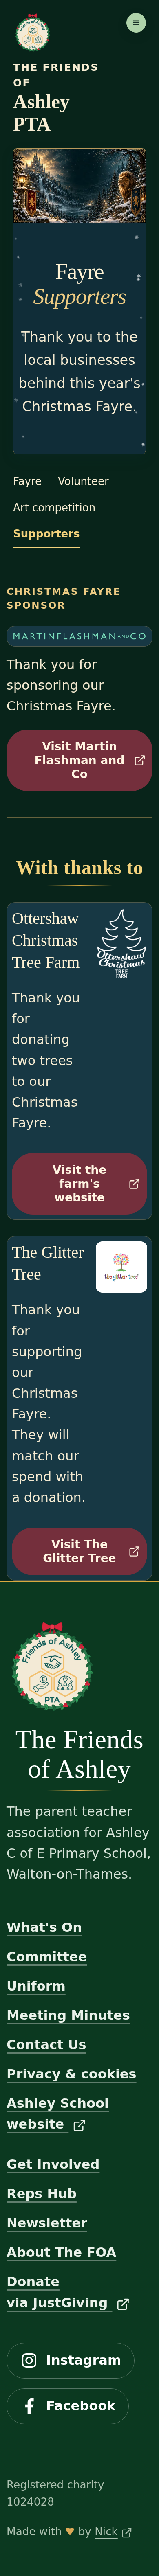 THE FRIENDS
OF
Ashley
PTA
Fayre
Supporters
Thank you to the
local businesses
behind this year's
Christmas Fayre.
Fayre
Volunteer
Art competition
Supporters
CHRISTMAS FAYRE
SPONSOR
MARTINFLASHMANANDCO
Thank you for
sponsoring our
Christmas Fayre.
Visit Martin
Flashman and
Co
With thanks to
Ottershaw
Christmas
Tree Farm
Ottershaw
Christmas
TREE
FARM
Thank you
for
donating
two trees
to our
Christmas
Fayre.
Visit the
farm's
website
The Glitter
Tree
the glitter tree
Thank you
for
supporting
our
Christmas
Fayre.
They will
match our
spend with
a donation.
Visit The
Glitter Tree
Friends of Ashley
PTA
The Friends
of Ashley
The parent teacher
association for Ashley
C of E Primary School,
Walton-on-Thames.
What's On
Committee
Uniform
Meeting Minutes
Contact Us
Privacy & cookies
Ashley School
website
Get Involved
Reps Hub
Newsletter
About The FOA
Donate
via JustGiving
Instagram
Facebook
Registered charity
1024028
Made with ♥ by Nick